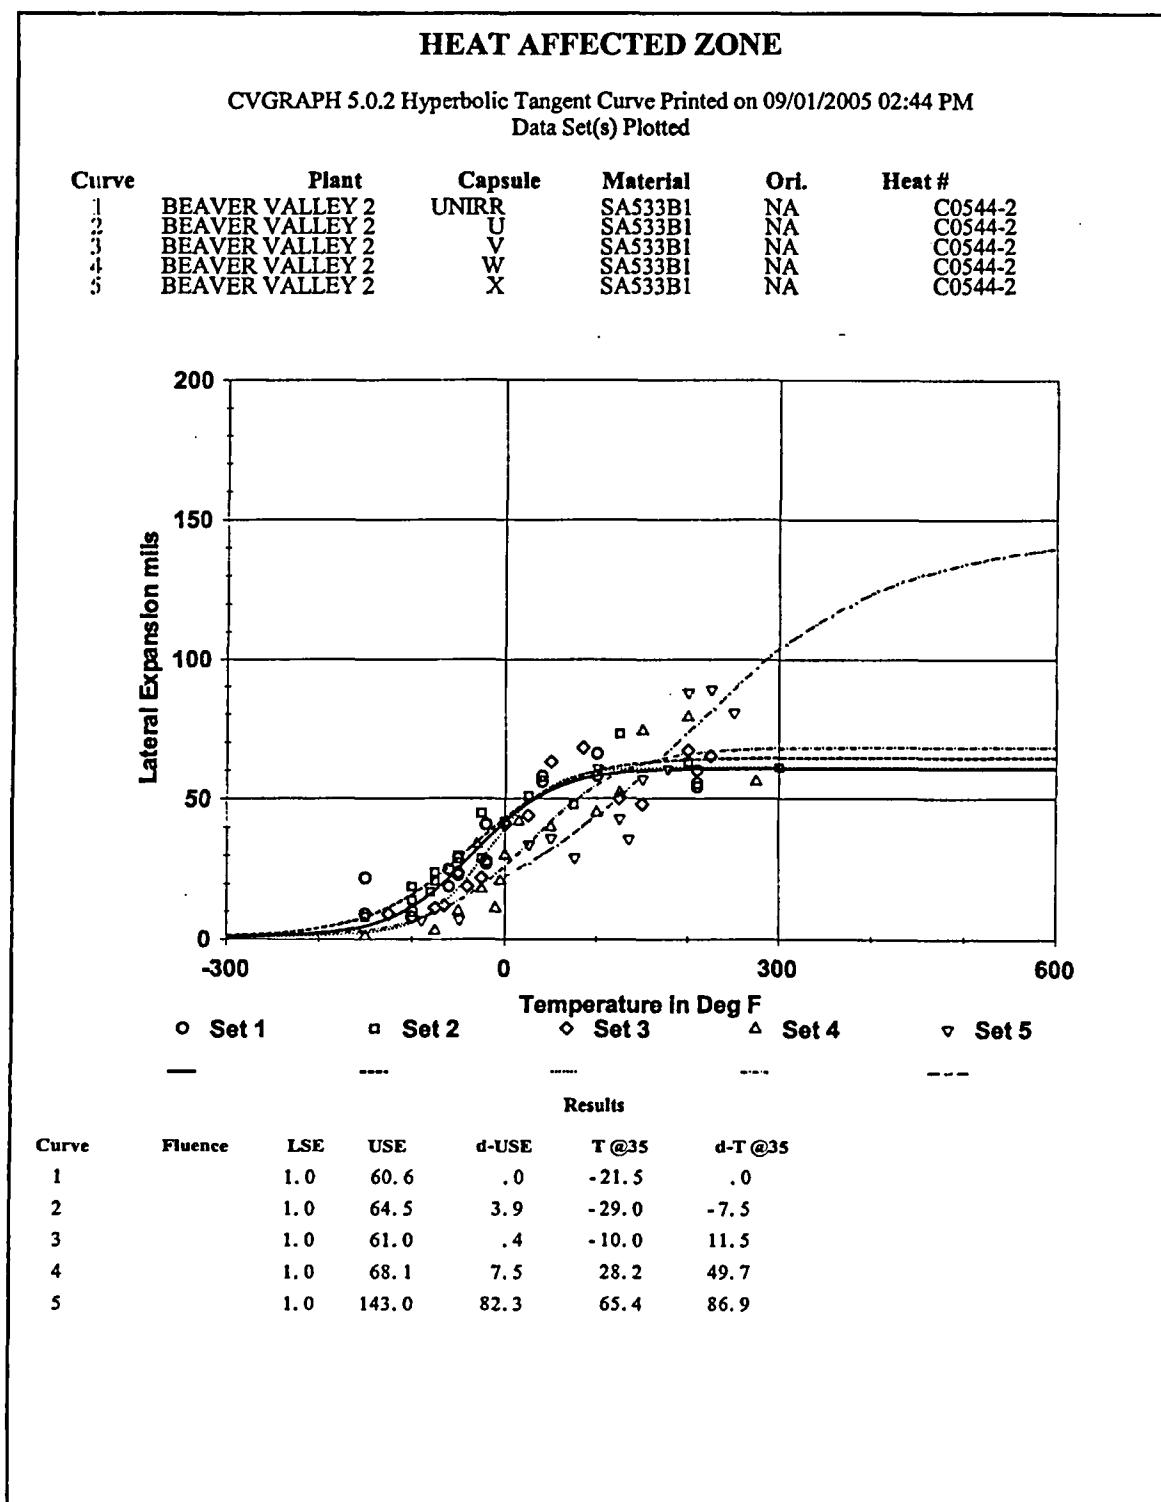 HEAT AFFECTED ZONE
CVGRAPH 5.0.2 Hyperbolic Tangent Curve Printed on 09/01/2005 02:44 PM
Data Set(s) Plotted
Curve Plant Capsule Material Ori. Heat #
1 BEAVER VALLEY 2 UNIRR SA533B1 NA C0544-2
2 BEAVER VALLEY 2 U SA533B1 NA C0544-2
3 BEAVER VALLEY 2 V SA533B1 NA C0544-2
4 BEAVER VALLEY 2 W SA533B1 NA C0544-2
5 BEAVER VALLEY 2 X SA533B1 NA C0544-2
200
150
100
50
0
Lateral Expansion mils
-300 0 300 600
Temperature in Deg F
Set 1 Set 2 Set 3 Set 4 Set 5
Results
Curve Fluence LSE USE d-USE T @35 d-T @35
1 1.0 60.6 .0 -21.5 .0
2 1.0 64.5 3.9 -29.0 -7.5
3 1.0 61.0 .4 -10.0 11.5
4 1.0 68.1 7.5 28.2 49.7
5 1.0 143.0 82.3 65.4 86.9